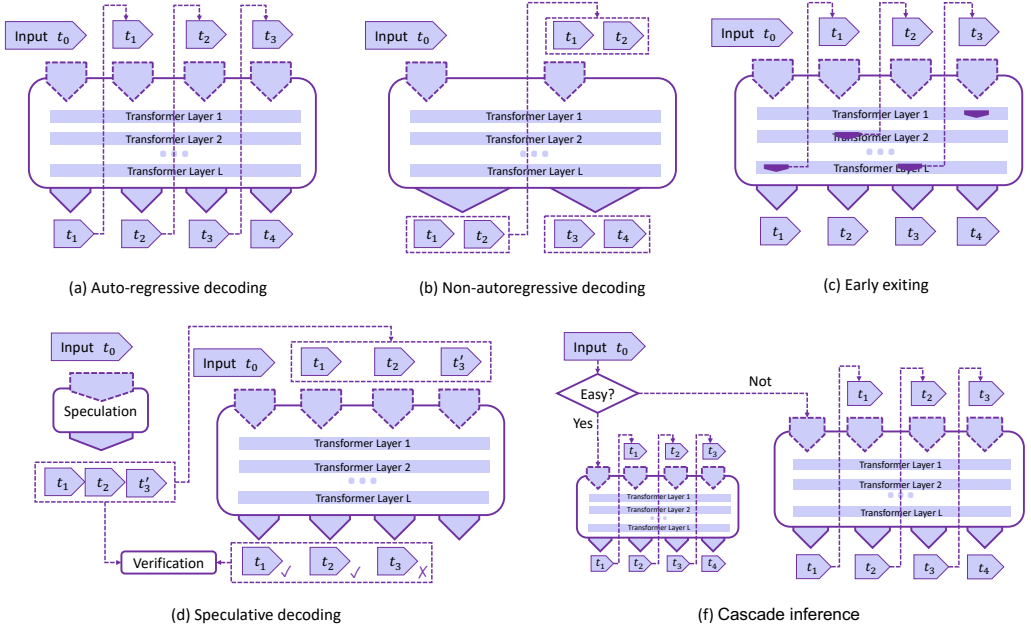 Input t₀ t₁ t₂ t₃
Transformer Layer 1
Transformer Layer 2
Transformer Layer L
t₁ t₂ t₃ t₄
(a) Auto-regressive decoding
Input t₀ t₁ t₂
Transformer Layer 1
Transformer Layer 2
Transformer Layer L
t₁ t₂ t₃ t₄
(b) Non-autoregressive decoding
Input t₀ t₁ t₂ t₃
Transformer Layer 1
Transformer Layer 2
Transformer Layer L
t₁ t₂ t₃ t₄
(c) Early exiting
Input t₀
Speculation
t₁ t₂ t₃′
Input t₀ t₁ t₂ t₃′
Transformer Layer 1
Transformer Layer 2
Transformer Layer L
Verification
t₁ ✓ t₂ ✓ t₃ ✗
(d) Speculative decoding
Input t₀
Easy?
Not
Yes
t₁ t₂ t₃
Transformer Layer 1
Transformer Layer 2
Transformer Layer L
t₁ t₂ t₃ t₄
t₁ t₂ t₃
Transformer Layer 1
Transformer Layer 2
Transformer Layer L
t₁ t₂ t₃ t₄
(f) Cascade inference